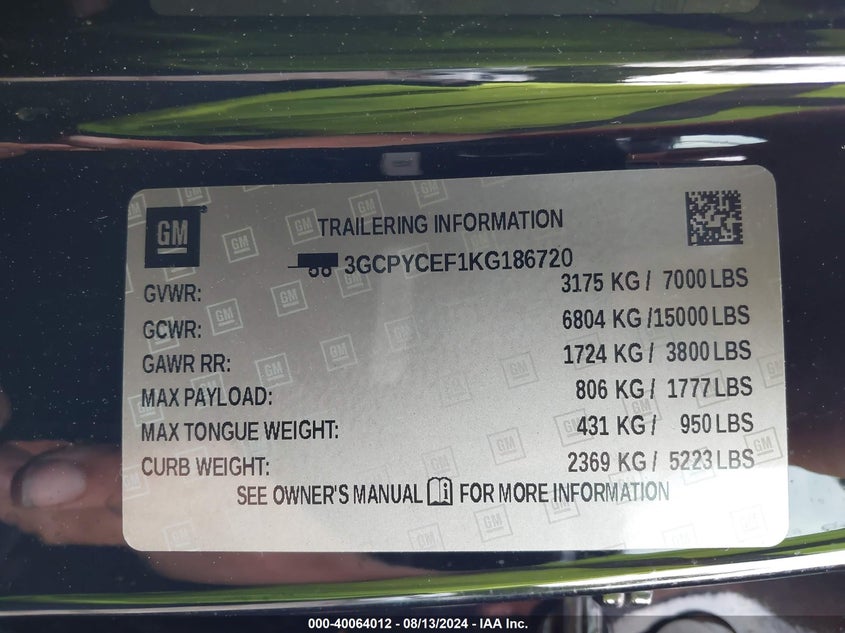 GM
TRAILERING INFORMATION
3GCPYCEF1KG186720
GVWR: 3175 KG / 7000 LBS
GCWR: 6804 KG /15000 LBS
GAWR RR: 1724 KG / 3800 LBS
MAX PAYLOAD: 806 KG / 1777 LBS
MAX TONGUE WEIGHT: 431 KG / 950 LBS
CURB WEIGHT: 2369 KG / 5223 LBS
SEE OWNER'S MANUAL FOR MORE INFORMATION
000-40064012 - 08/13/2024 - IAA Inc.